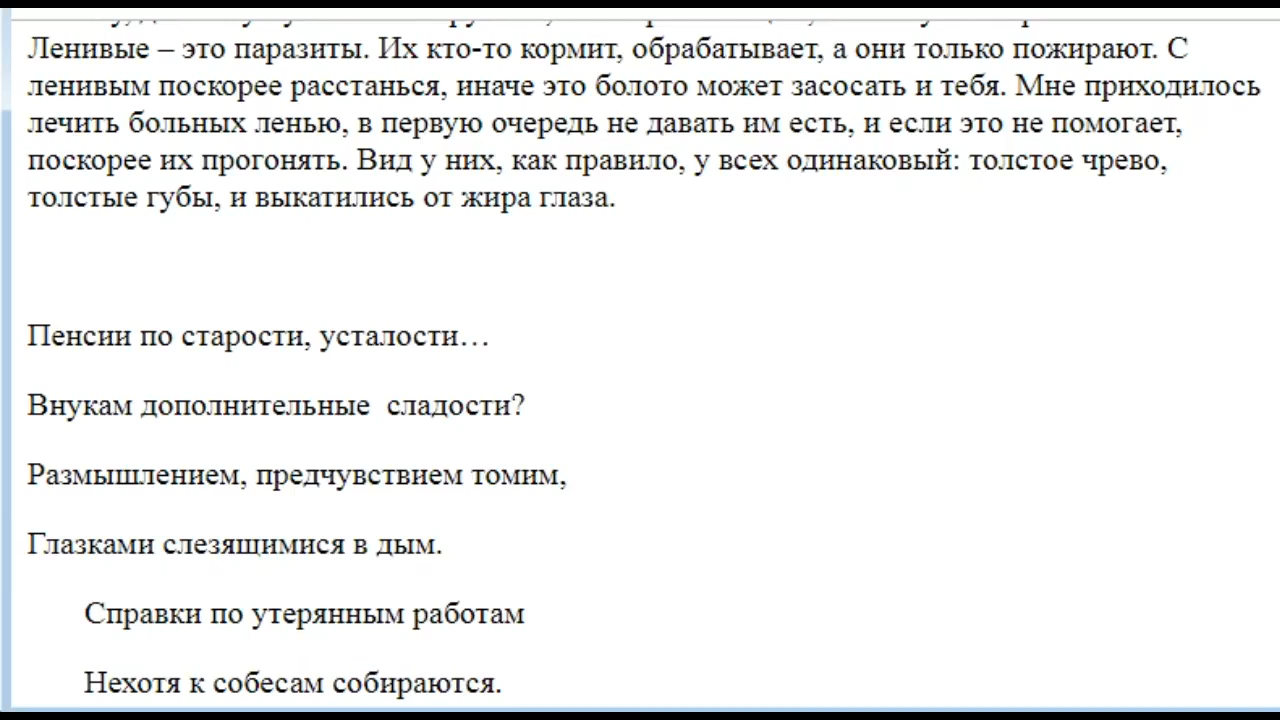 Ленивые – это паразиты. Их кто-то кормит, обрабатывает, а они только пожирают. С
ленивым поскорее расстанься, иначе это болото может засосать и тебя. Мне приходилось
лечить больных ленью, в первую очередь не давать им есть, и если это не помогает,
поскорее их прогонять. Вид у них, как правило, у всех одинаковый: толстое чрево,
толстые губы, и выкатились от жира глаза.
Пенсии по старости, усталости…
Внукам дополнительные  сладости?
Размышлением, предчувствием томим,
Глазками слезящимися в дым.
Справки по утерянным работам
Нехотя к собесам собираются.